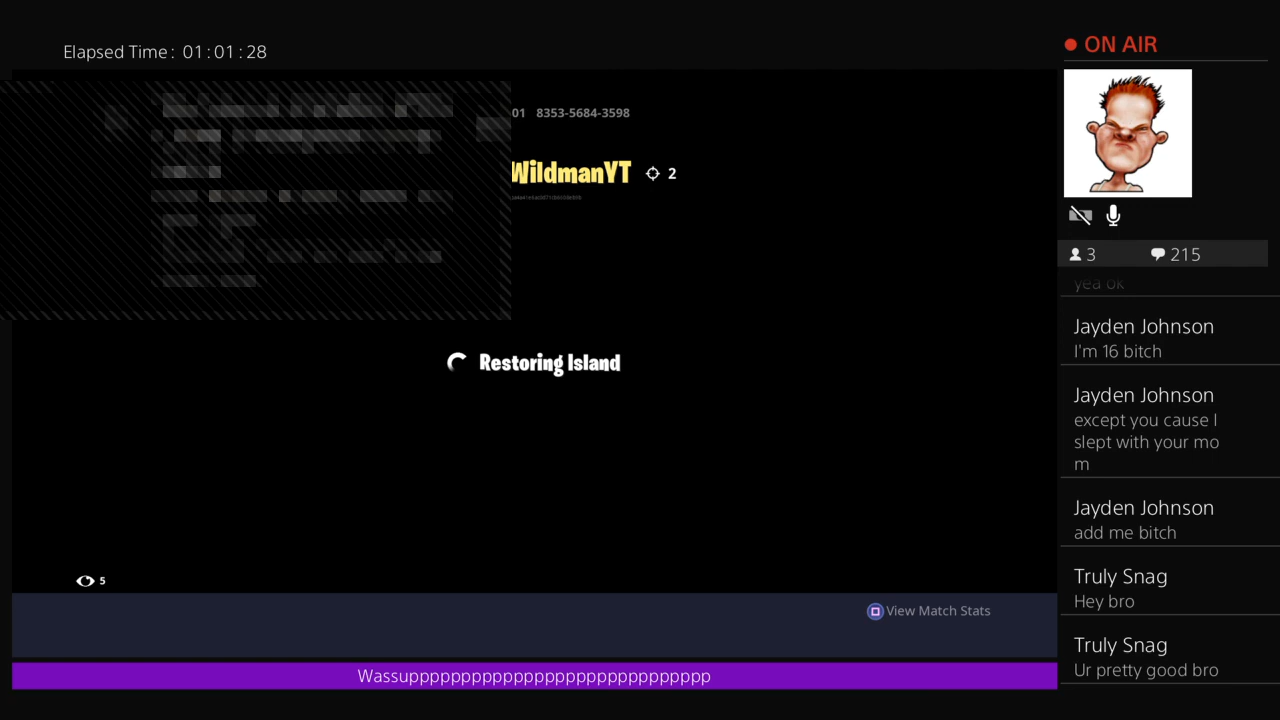 Elapsed Time: 01:01:28
ON AIR
01 8353-5684-3598
WildmanYT 2
3 215
yea ok
Jayden Johnson
I'm 16 bitch
Restoring Island
Jayden Johnson
except you cause I
slept with your mo
m
Jayden Johnson
add me bitch
Truly Snag
Hey bro
5
View Match Stats
Truly Snag
Ur pretty good bro
Wassuppppppppppppppppppppppppppppp